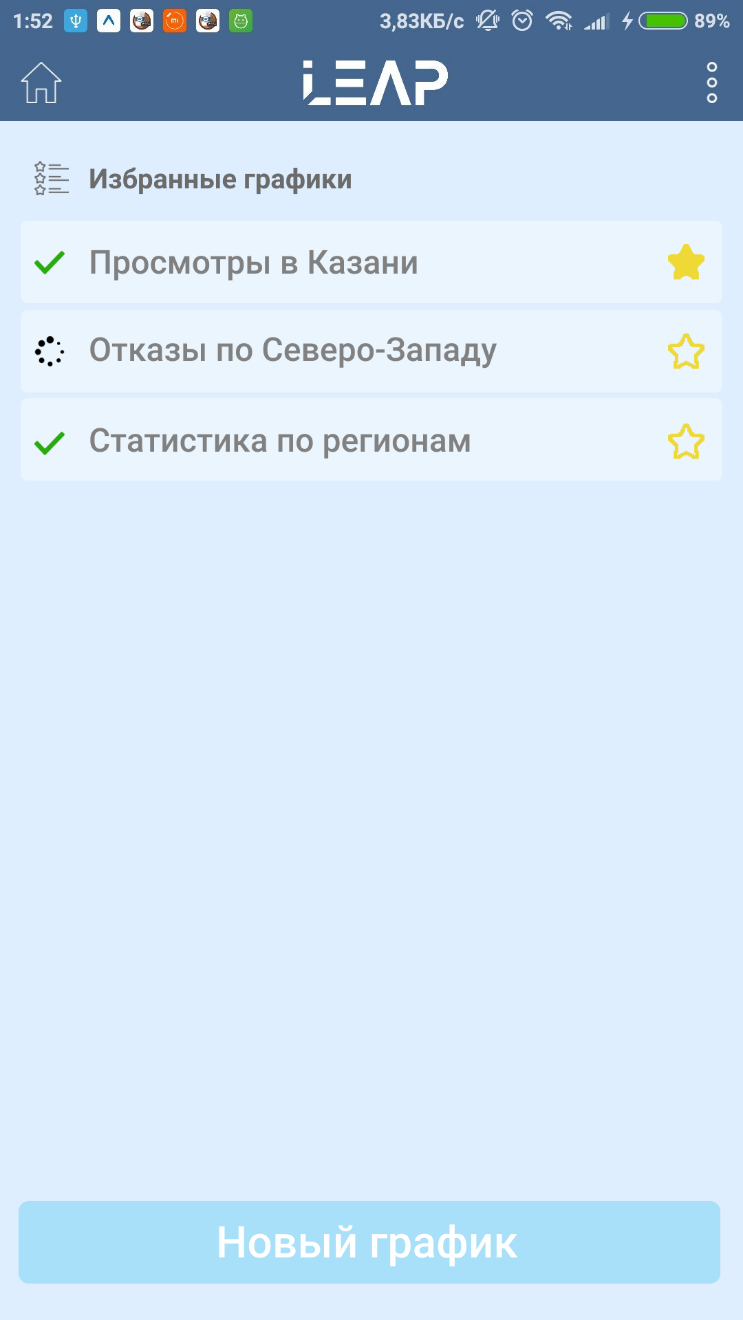 1:52 3,83КБ/с 89%
LEAP
Избранные графики
Просмотры в Казани
Отказы по Северо-Западу
Статистика по регионам
Новый график